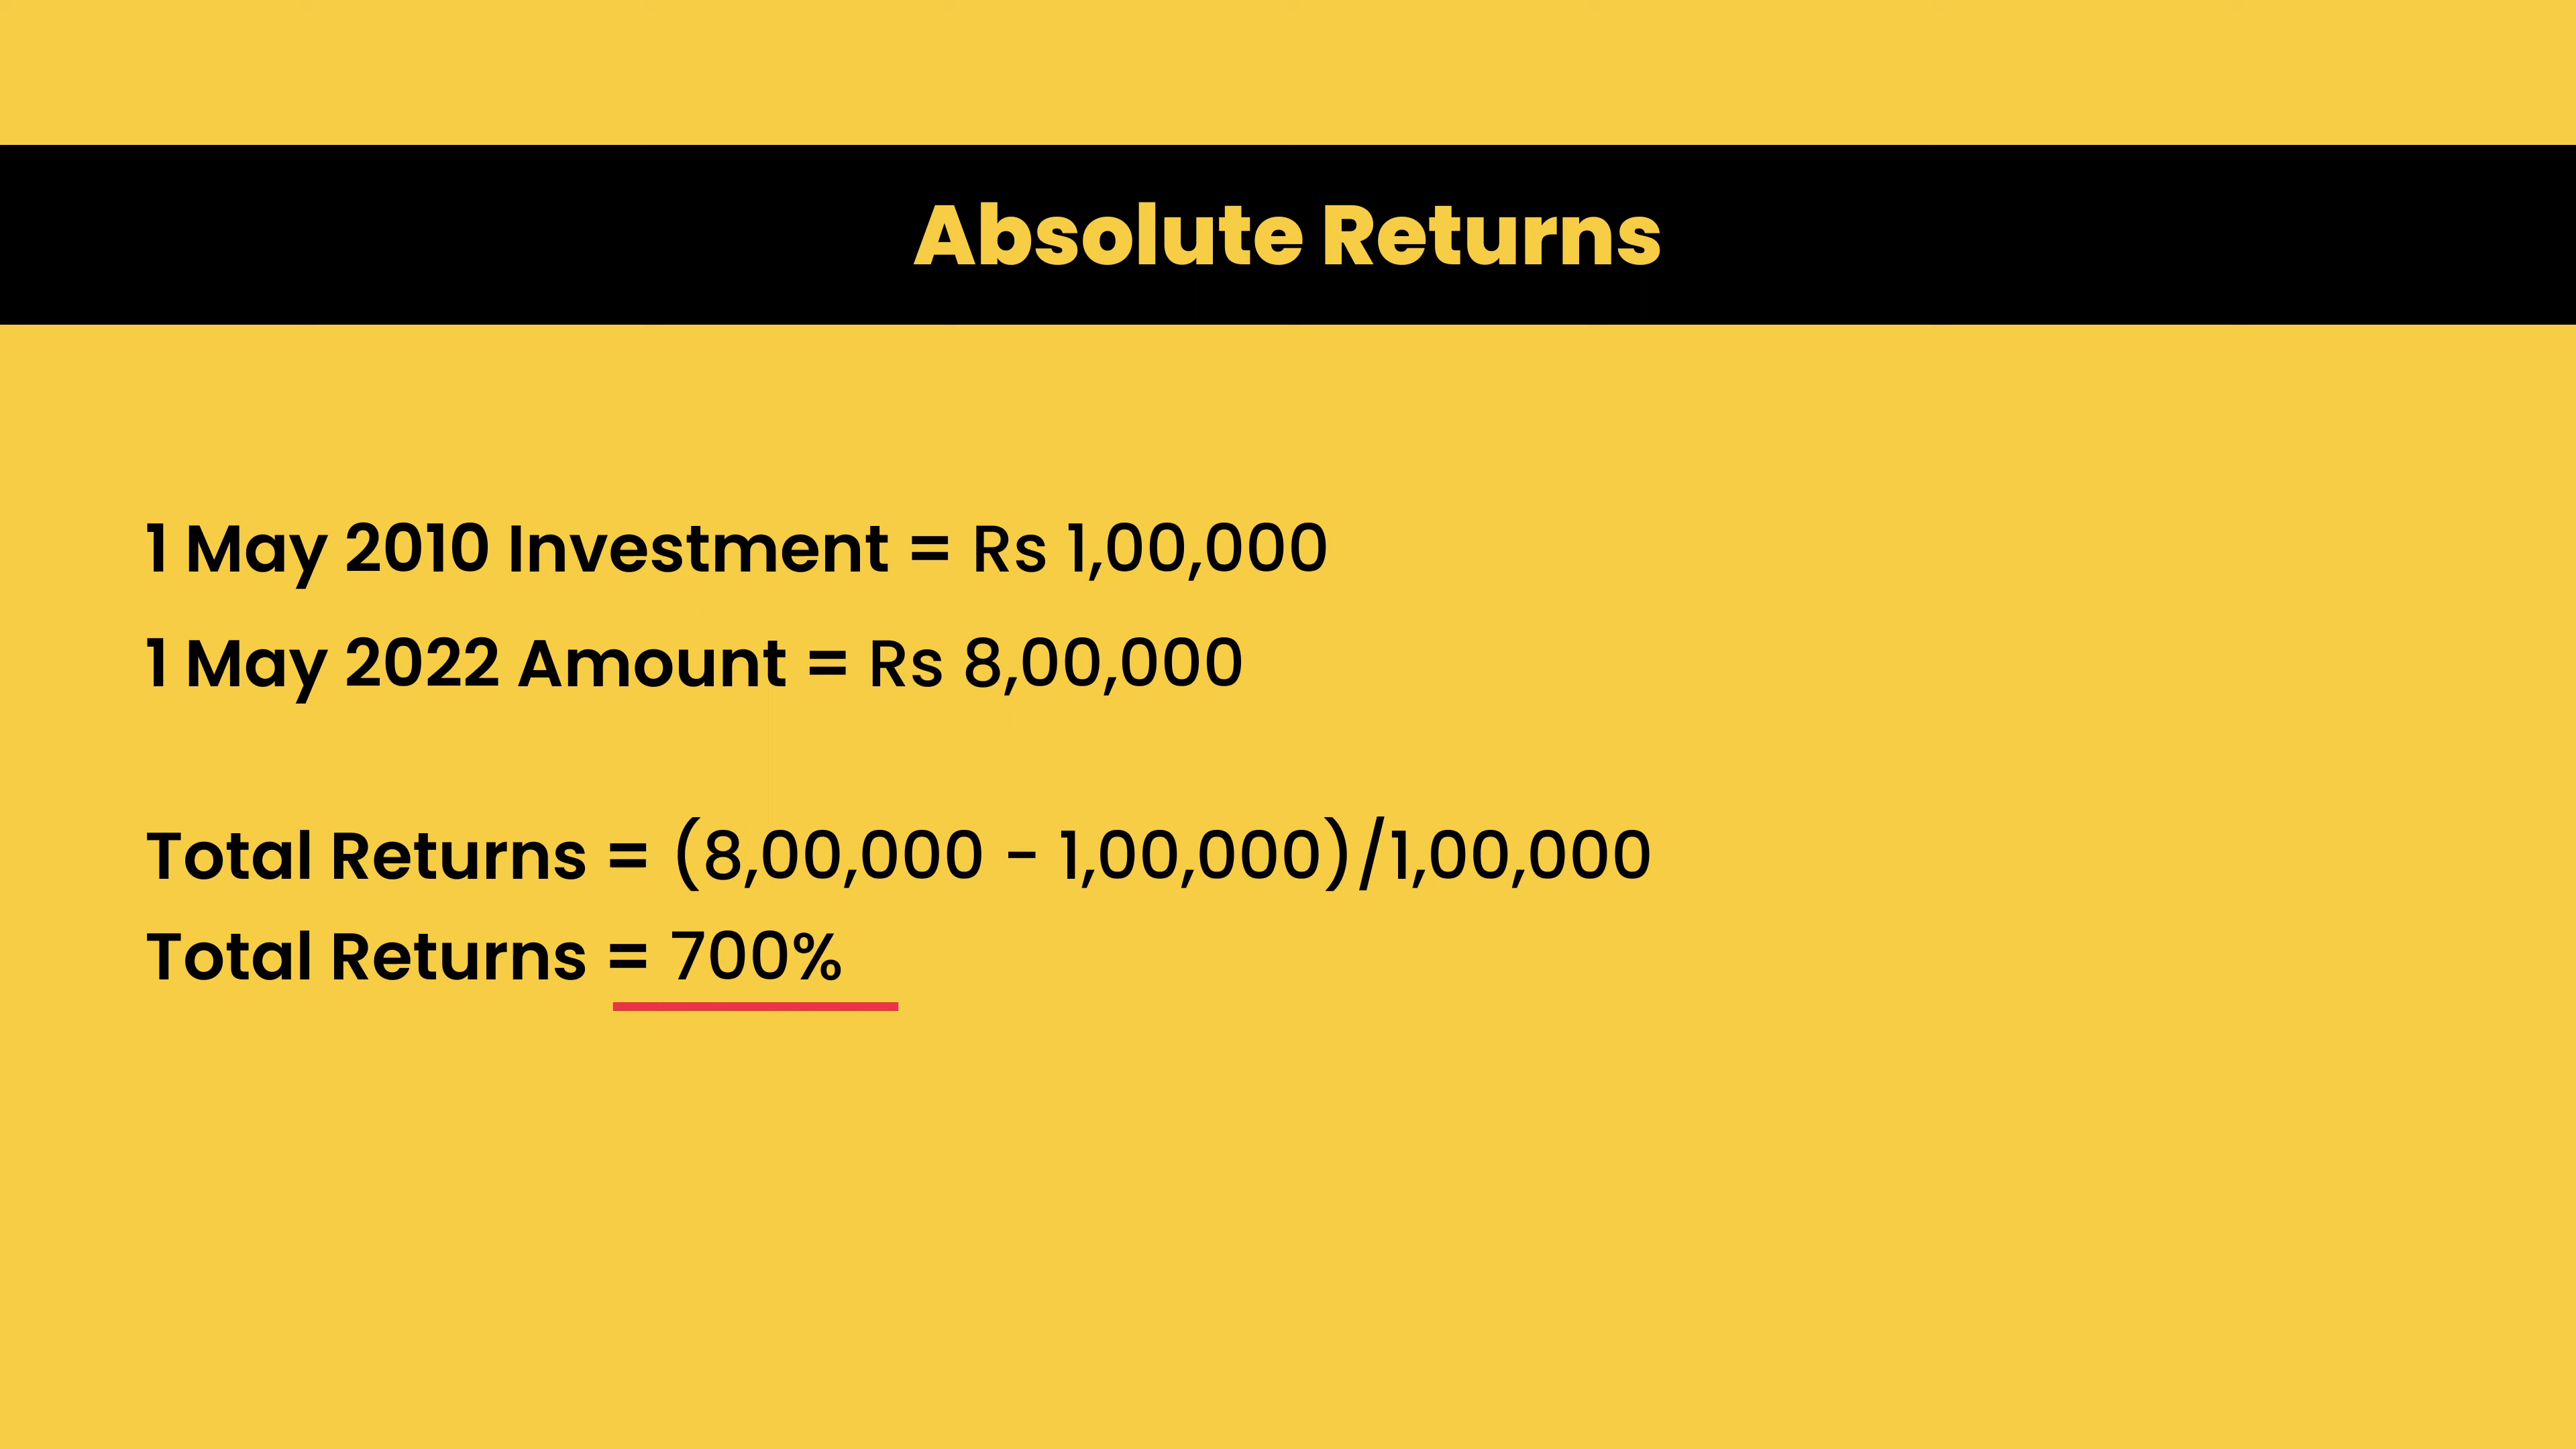 Absolute Returns
1 May 2010 Investment = Rs 1,00,000
1 May 2022 Amount = Rs 8,00,000
Total Returns = (8,00,000 - 1,00,000)/1,00,000
Total Returns = 700%